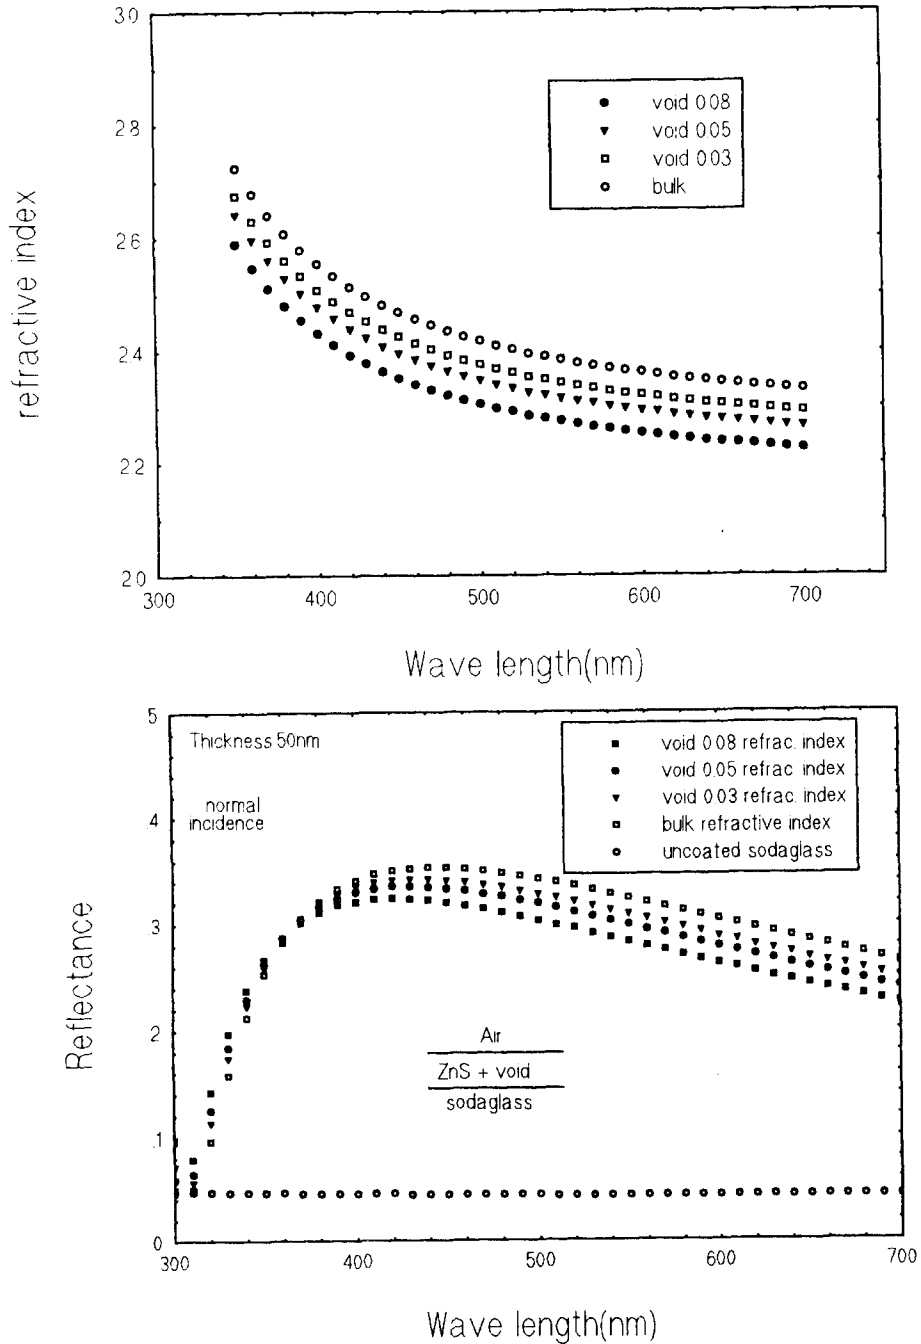 3.0
void 0.08
void 0.05
void 0.03
bulk
2.8
2.6
2.4
2.2
2.0
refractive index
300
400
500
600
700
Wave length(nm)
.5
Thickness 50nm
normal
incidence
void 0.08 refrac. index
void 0.05 refrac. index
void 0.03 refrac. index
bulk refractive index
uncoated sodaglass
.4
.3
.2
.1
0
Reflectance
Air
ZnS + void
sodaglass
300
400
500
600
700
Wave length(nm)